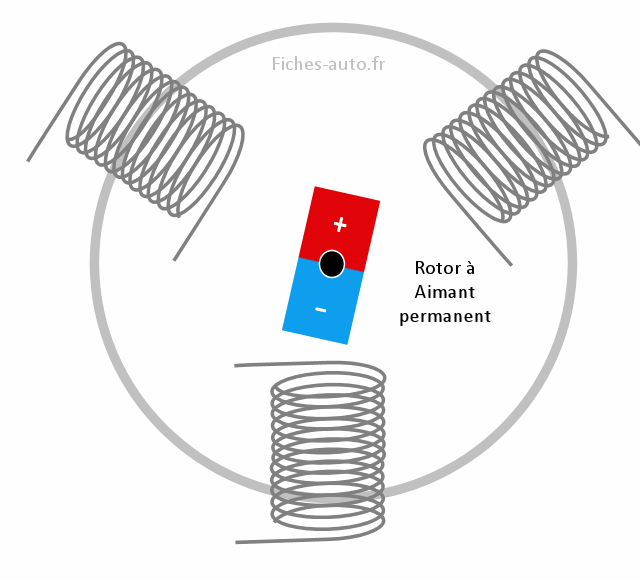 Fiches-auto.fr
+
Rotor à
Aimant
permanent
-